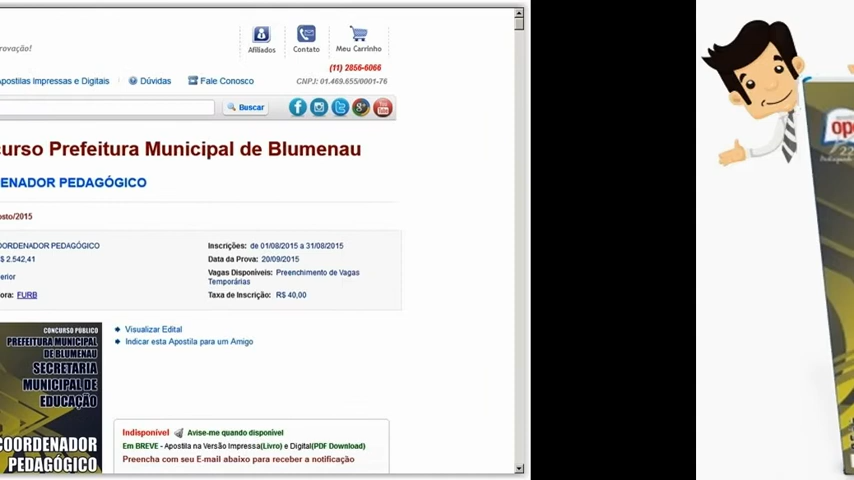 rovação!
Afiliados
Contato
Meu Carrinho
(11) 2856-6066
CNPJ: 01.469.655/0001-76
Apostilas Impressas e Digitais
Dúvidas
Fale Conosco
Buscar
urso Prefeitura Municipal de Blumenau
ENADOR PEDAGÓGICO
osto/2015
OORDENADOR PEDAGÓGICO
$ 2.542,41
erior
ora: FURB
Inscrições: de 01/08/2015 a 31/08/2015
Data da Prova: 20/09/2015
Vagas Disponíveis: Preenchimento de Vagas
Temporárias
Taxa de Inscrição: R$ 40,00
CONCURSO PÚBLICO
PREFEITURA MUNICIPAL
DE BLUMENAU
SECRETARIA
MUNICIPAL DE
EDUCAÇÃO
COORDENADOR
PEDAGÓGICO
Visualizar Edital
Indicar esta Apostila para um Amigo
Indisponível Avise-me quando disponível
Em BREVE - Apostila na Versão Impressa(Livro) e Digital(PDF Download)
Preencha com seu E-mail abaixo para receber a notificação